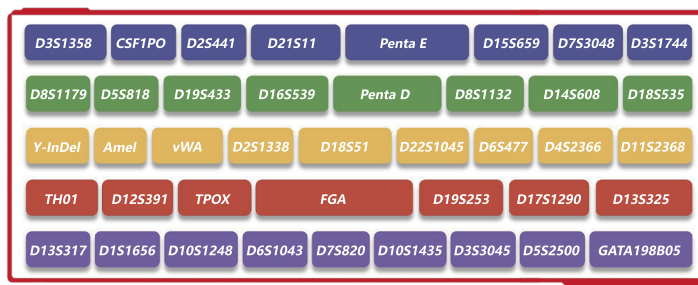 D3S1358 CSF1PO D2S441 D21S11 Penta E D15S659 D7S3048 D3S1744
D8S1179 D5S818 D19S433 D16S539 Penta D D8S1132 D14S608 D18S535
Y-InDel Amel vWA D2S1338 D18S51 D22S1045 D6S477 D4S2366 D11S2368
TH01 D12S391 TPOX FGA D19S253 D17S1290 D13S325
D13S317 D1S1656 D10S1248 D6S1043 D7S820 D10S1435 D3S3045 D5S2500 GATA198B05